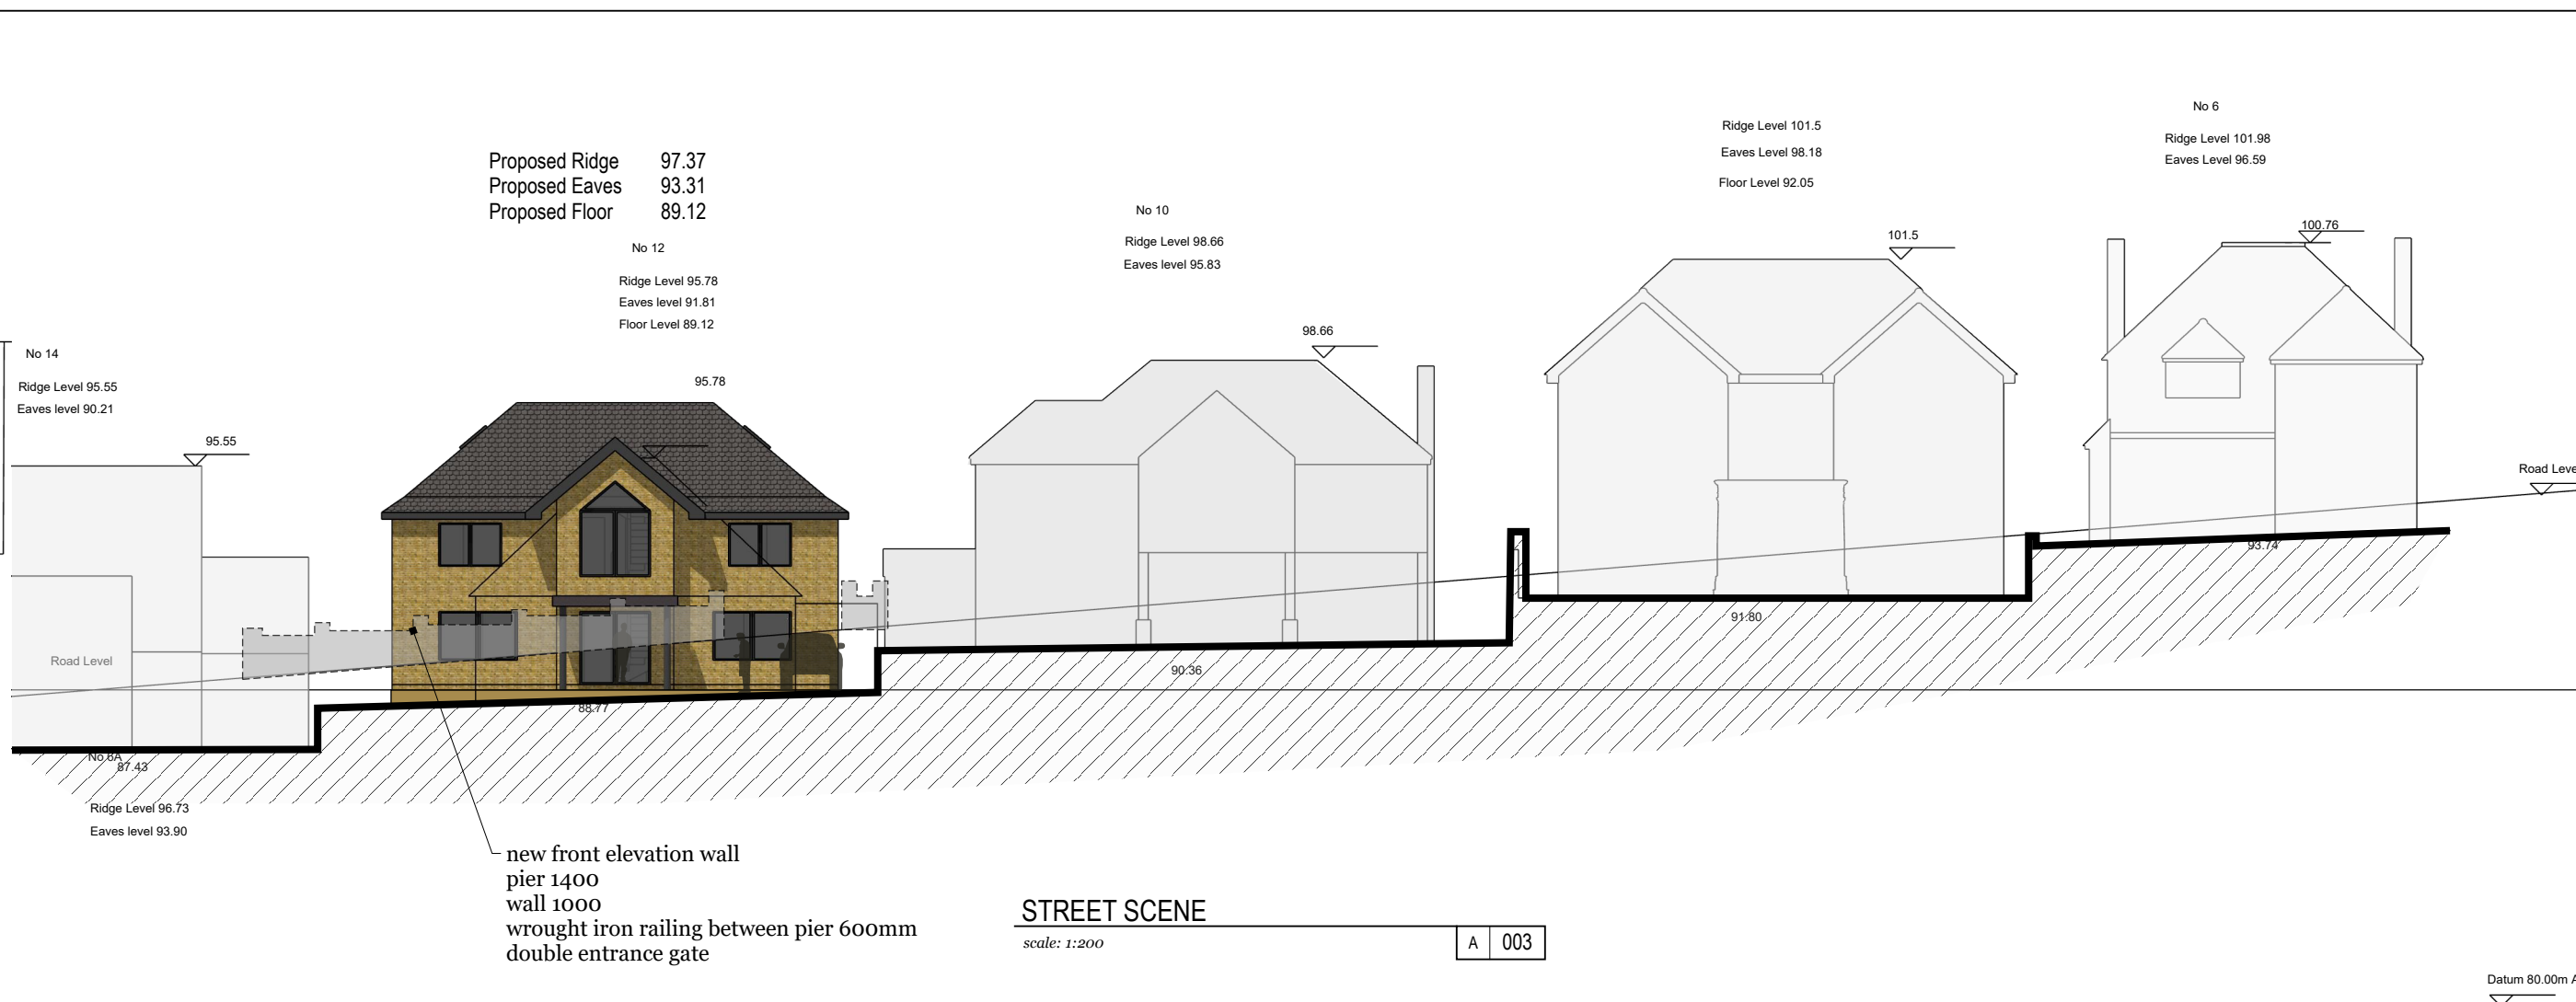 No 14
Ridge Level 95.55
Eaves level 90.21
95.55
Road Level
No 6A
87.43
Ridge Level 96.73
Eaves level 93.90
Proposed Ridge 97.37
Proposed Eaves 93.31
Proposed Floor 89.12
No 12
Ridge Level 95.78
Eaves level 91.81
Floor Level 89.12
95.78
88.77
new front elevation wall
pier 1400
wall 1000
wrought iron railing between pier 600mm
double entrance gate
No 10
Ridge Level 98.66
Eaves level 95.83
98.66
90.36
STREET SCENE
scale: 1:200
A 003
Ridge Level 101.5
Eaves Level 98.18
Floor Level 92.05
101.5
91.80
No 6
Ridge Level 101.98
Eaves Level 96.59
100.76
93.74
Road Leve
Datum 80.00m A